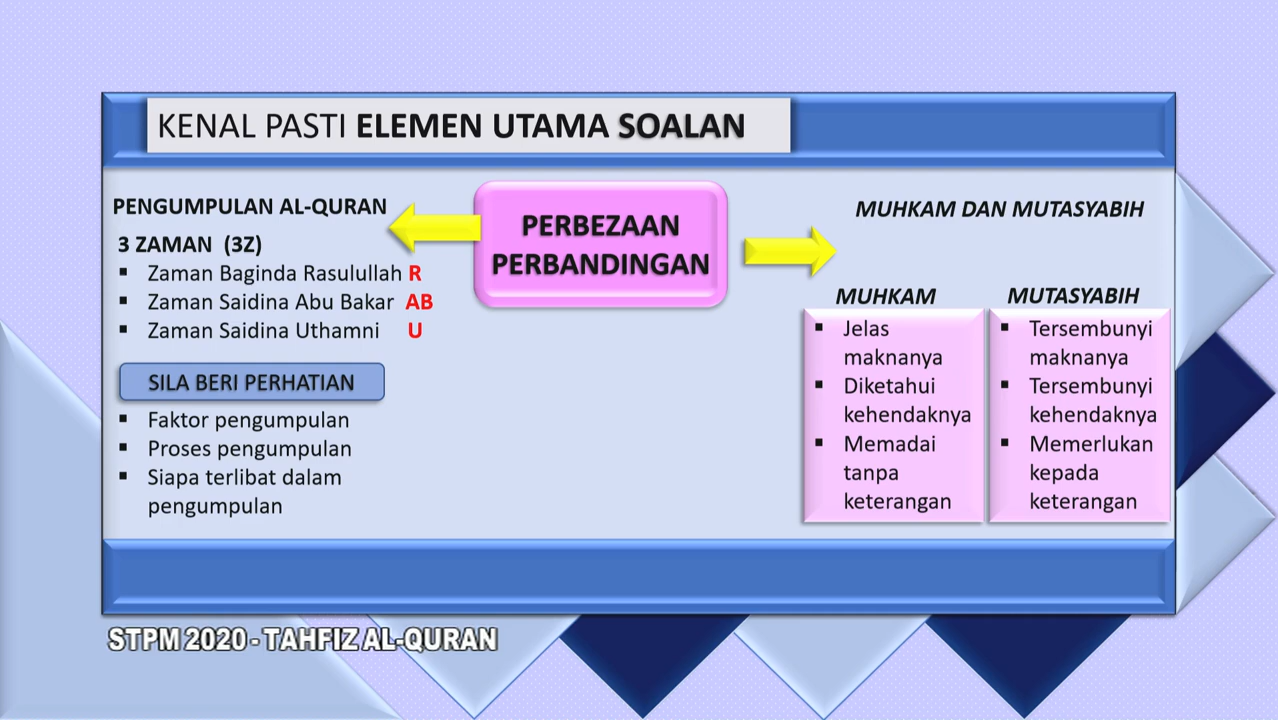 KENAL PASTI ELEMEN UTAMA SOALAN
PENGUMPULAN AL-QURAN
3 ZAMAN (3Z)
▪ Zaman Baginda Rasulullah R
▪ Zaman Saidina Abu Bakar AB
▪ Zaman Saidina Uthamni U
SILA BERI PERHATIAN
▪ Faktor pengumpulan
▪ Proses pengumpulan
▪ Siapa terlibat dalam
pengumpulan
PERBEZAAN
PERBANDINGAN
MUHKAM DAN MUTASYABIH
MUHKAM
▪ Jelas
maknanya
▪ Diketahui
kehendaknya
▪ Memadai
tanpa
keterangan
MUTASYABIH
▪ Tersembunyi
maknanya
▪ Tersembunyi
kehendaknya
▪ Memerlukan
kepada
keterangan
STPM 2020 - TAHFIZ AL-QURAN